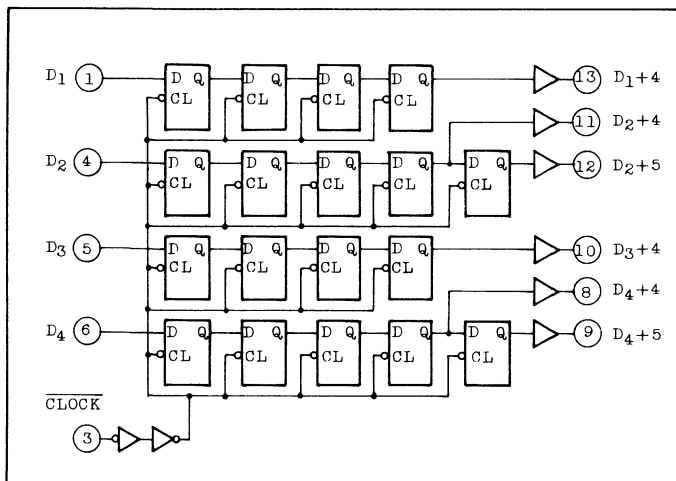 D1 1 D Q D Q D Q D Q 13 D1+4
CL CL CL CL
11 D2+4
D2 4 D Q D Q D Q D Q D Q 12 D2+5
CL CL CL CL CL
D3 5 D Q D Q D Q D Q 10 D3+4
CL CL CL CL
8 D4+4
D4 6 D Q D Q D Q D Q D Q 9 D4+5
CL CL CL CL CL
CLOCK
3